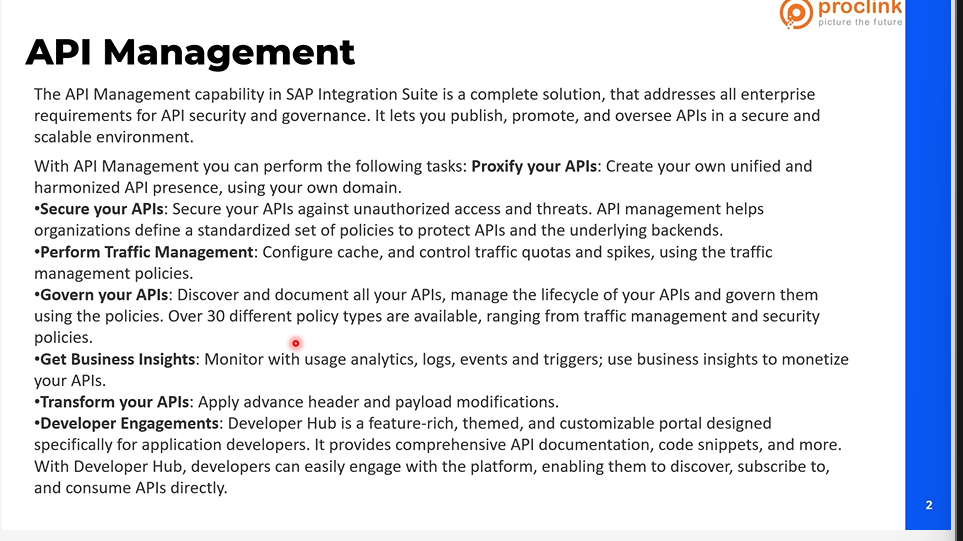 proclink
picture the future
API Management
The API Management capability in SAP Integration Suite is a complete solution, that addresses all enterprise
requirements for API security and governance. It lets you publish, promote, and oversee APIs in a secure and
scalable environment.
With API Management you can perform the following tasks: Proxify your APIs: Create your own unified and
harmonized API presence, using your own domain.
•Secure your APIs: Secure your APIs against unauthorized access and threats. API management helps
organizations define a standardized set of policies to protect APIs and the underlying backends.
•Perform Traffic Management: Configure cache, and control traffic quotas and spikes, using the traffic
management policies.
•Govern your APIs: Discover and document all your APIs, manage the lifecycle of your APIs and govern them
using the policies. Over 30 different policy types are available, ranging from traffic management and security
policies.
•Get Business Insights: Monitor with usage analytics, logs, events and triggers; use business insights to monetize
your APIs.
•Transform your APIs: Apply advance header and payload modifications.
•Developer Engagements: Developer Hub is a feature-rich, themed, and customizable portal designed
specifically for application developers. It provides comprehensive API documentation, code snippets, and more.
With Developer Hub, developers can easily engage with the platform, enabling them to discover, subscribe to,
and consume APIs directly.
2